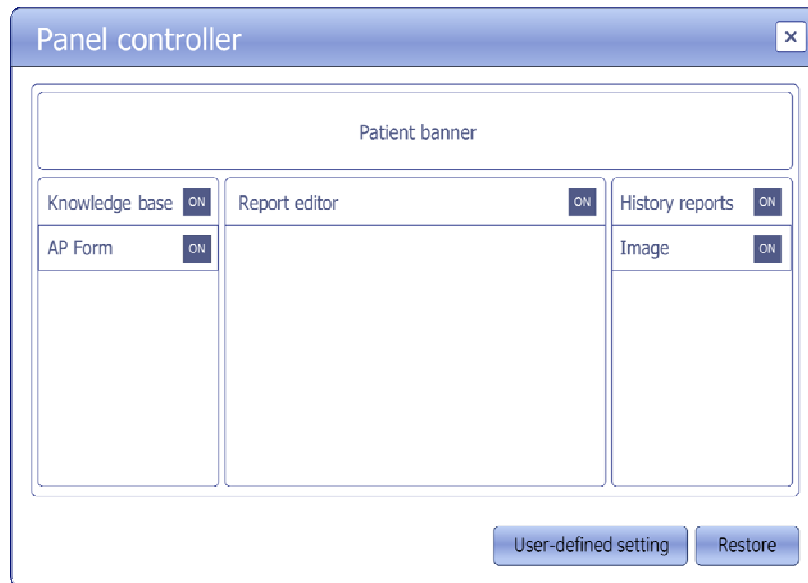 Panel controller
×
Patient banner
Knowledge base ON
Report editor ON
History reports ON
AP Form ON
Image ON
User-defined setting
Restore